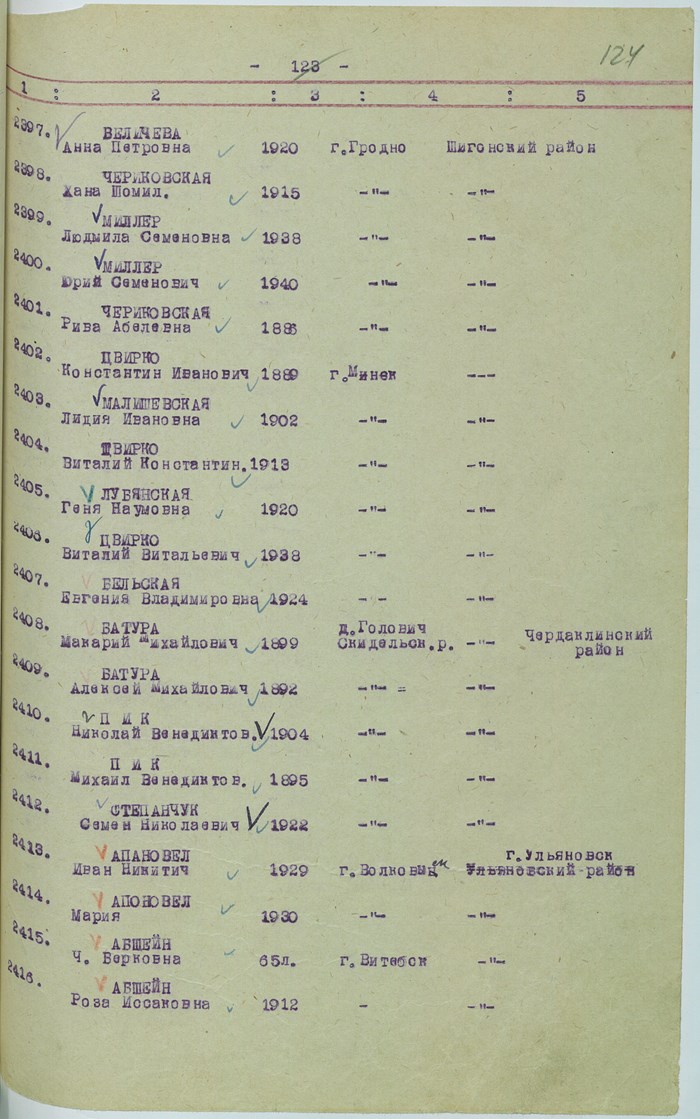 - 123 -
124
1 : 2 : 3 : 4 : 5
2397. ВЕЛИЧЕВА
Анна Петровна 1920 г.Гродно Шигонский район
2398. ЧЕРИКОВСКАЯ
Хана Шомил. 1915 -"- -"-
2399. МИЛЛЕР
Людмила Семеновна 1938 -"- -"-
2400. МИЛЛЕР
Юрий Семенович 1940 -"- -"-
2401. ЧЕРИКОВСКАЯ
Рива Абелевна 1886 -"- -"-
2402. ЦВИРКО
Константин Иванович 1889 г.Минск ---
2403. МАЛИШЕВСКАЯ
Лидия Ивановна 1902 -"- -"-
2404. ЦВИРКО
Виталий Константин. 1913 -"- -"-
2405. ЛУБЯНСКАЯ
Геня Наумовна 1920 -"- -"-
2406. ЦВИРКО
Виталий Витальевич 1938 -"- -"-
2407. БЕЛЬСКАЯ
Евгения Владимировна 1924 - - -"-
2408. БАТУРА д.Голович Чердаклинский
Макарий Михайлович 1899 Скидельск.р. -"- район
2409. БАТУРА
Алексей Михайлович 1892 -"- = -"-
2410. П И К
Николай Венедиктов. 1904 -"- -"-
2411. П И К
Михаил Венедиктов. 1895 -"- -"-
2412. СТЕПАНЧУК
Семен Николаевич 1922 -"- -"-
2413. АПАНОВЕЛ г.Ульяновск
Иван Никитич 1929 г.Волковыск Ульяновский район
2414. АПОНОВЕЛ
Мария 1930 -"- -"-
2415. АБШЕЙН
Ч. Берковна 65л. г.Витебск -"-
2416. АБШЕЙН
Роза Иссаковна 1912 - -"-